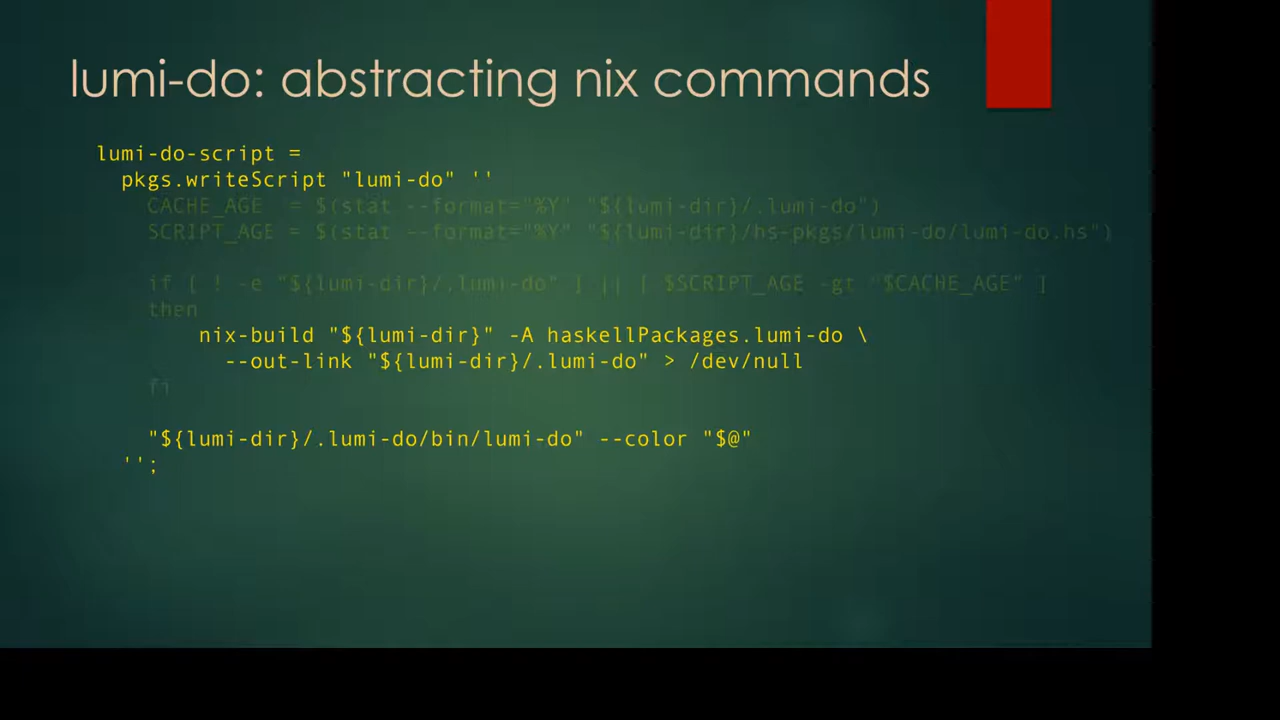 lumi-do: abstracting nix commands
lumi-do-script =
pkgs.writeScript "lumi-do" ''
CACHE_AGE = $(stat --format="%Y" "${lumi-dir}/.lumi-do")
SCRIPT_AGE = $(stat --format="%Y" "${lumi-dir}/hs-pkgs/lumi-do/lumi-do.hs")
if [ ! -e "${lumi-dir}/.lumi-do" ] || [ $SCRIPT_AGE -gt "$CACHE_AGE" ]
then
nix-build "${lumi-dir}" -A haskellPackages.lumi-do \
--out-link "${lumi-dir}/.lumi-do" > /dev/null
fi
"${lumi-dir}/.lumi-do/bin/lumi-do" --color "$@"
'';